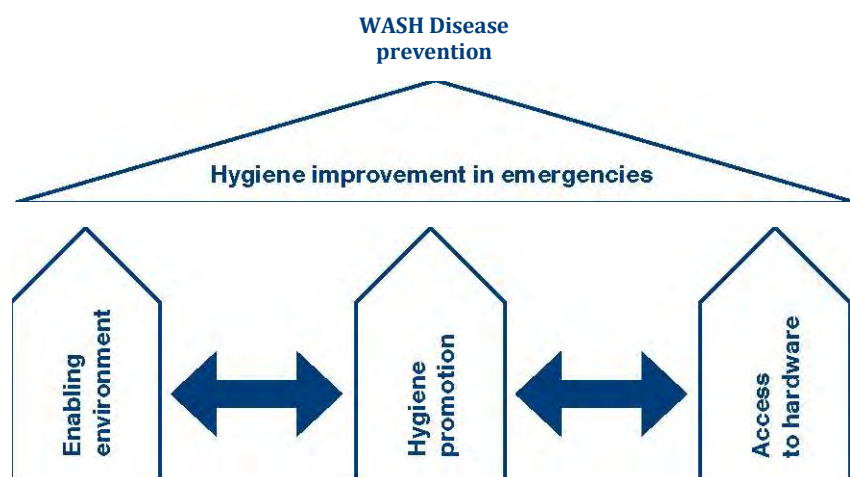 WASH Disease
prevention
Hygiene improvement in emergencies
Enabling
environment
Hygiene
promotion
Access
to hardware